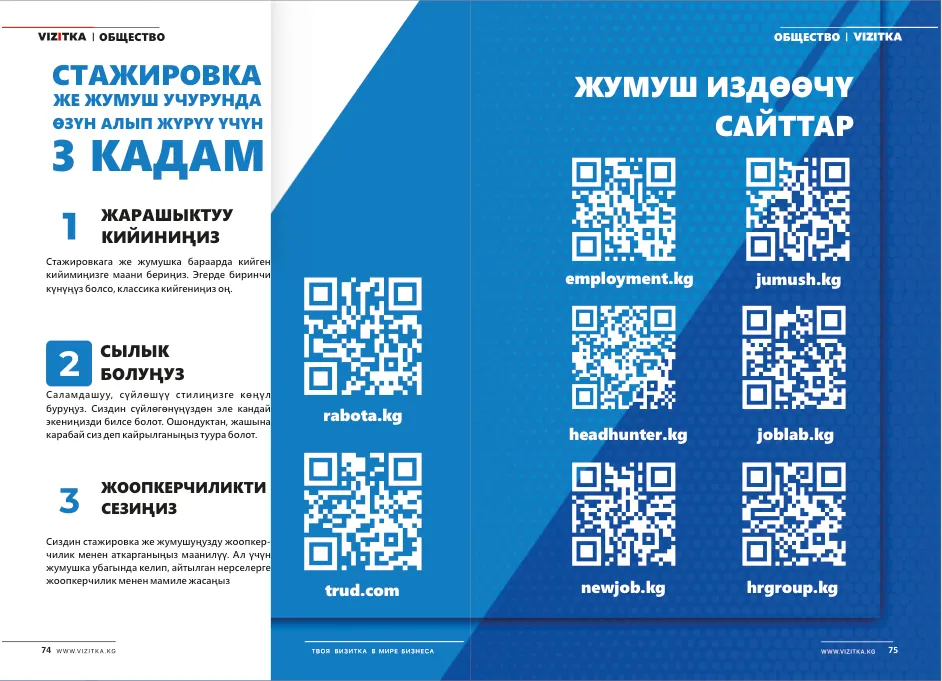 VIZITKA | ОБЩЕСТВО
СТАЖИРОВКА
ЖЕ ЖУМУШ УЧУРУНДА
ӨЗҮН АЛЫП ЖҮРҮҮ ҮЧҮН
3 КАДАМ
1 ЖАРАШЫКТУУ
КИЙИНИҢИЗ
Стажировкага же жумушка бараарда кийген
кийимиңизге маани бериңиз. Эгерде биринчи
күнүңүз болсо, классика кийгениңиз оң.
2 СЫЛЫК
БОЛУҢУЗ
Саламдашуу, сүйлөшүү стилиңизге көңүл
буруңуз. Сиздин сүйлөгөнүңүздөн эле кандай
экениңизди билсе болот. Ошондуктан, жашына
карабай сиз деп кайрылганыңыз туура болот.
3 ЖООПКЕРЧИЛИКТИ
СЕЗИҢИЗ
Сиздин стажировка же жумушуңузду жоопкер-
чилик менен аткарганыңыз маанилүү. Ал үчүн
жумушка убагында келип, айтылган нерселерге
жоопкерчилик менен мамиле жасаңыз
74 WWW.VIZITKA.KG
ОБЩЕСТВО | VIZITKA
ЖУМУШ ИЗДӨӨЧҮ
САЙТТАР
employment.kg
jumush.kg
rabota.kg
headhunter.kg
joblab.kg
trud.com
newjob.kg
hrgroup.kg
ТВОЯ ВИЗИТКА В МИРЕ БИЗНЕСА
WWW.VIZITKA.KG 75